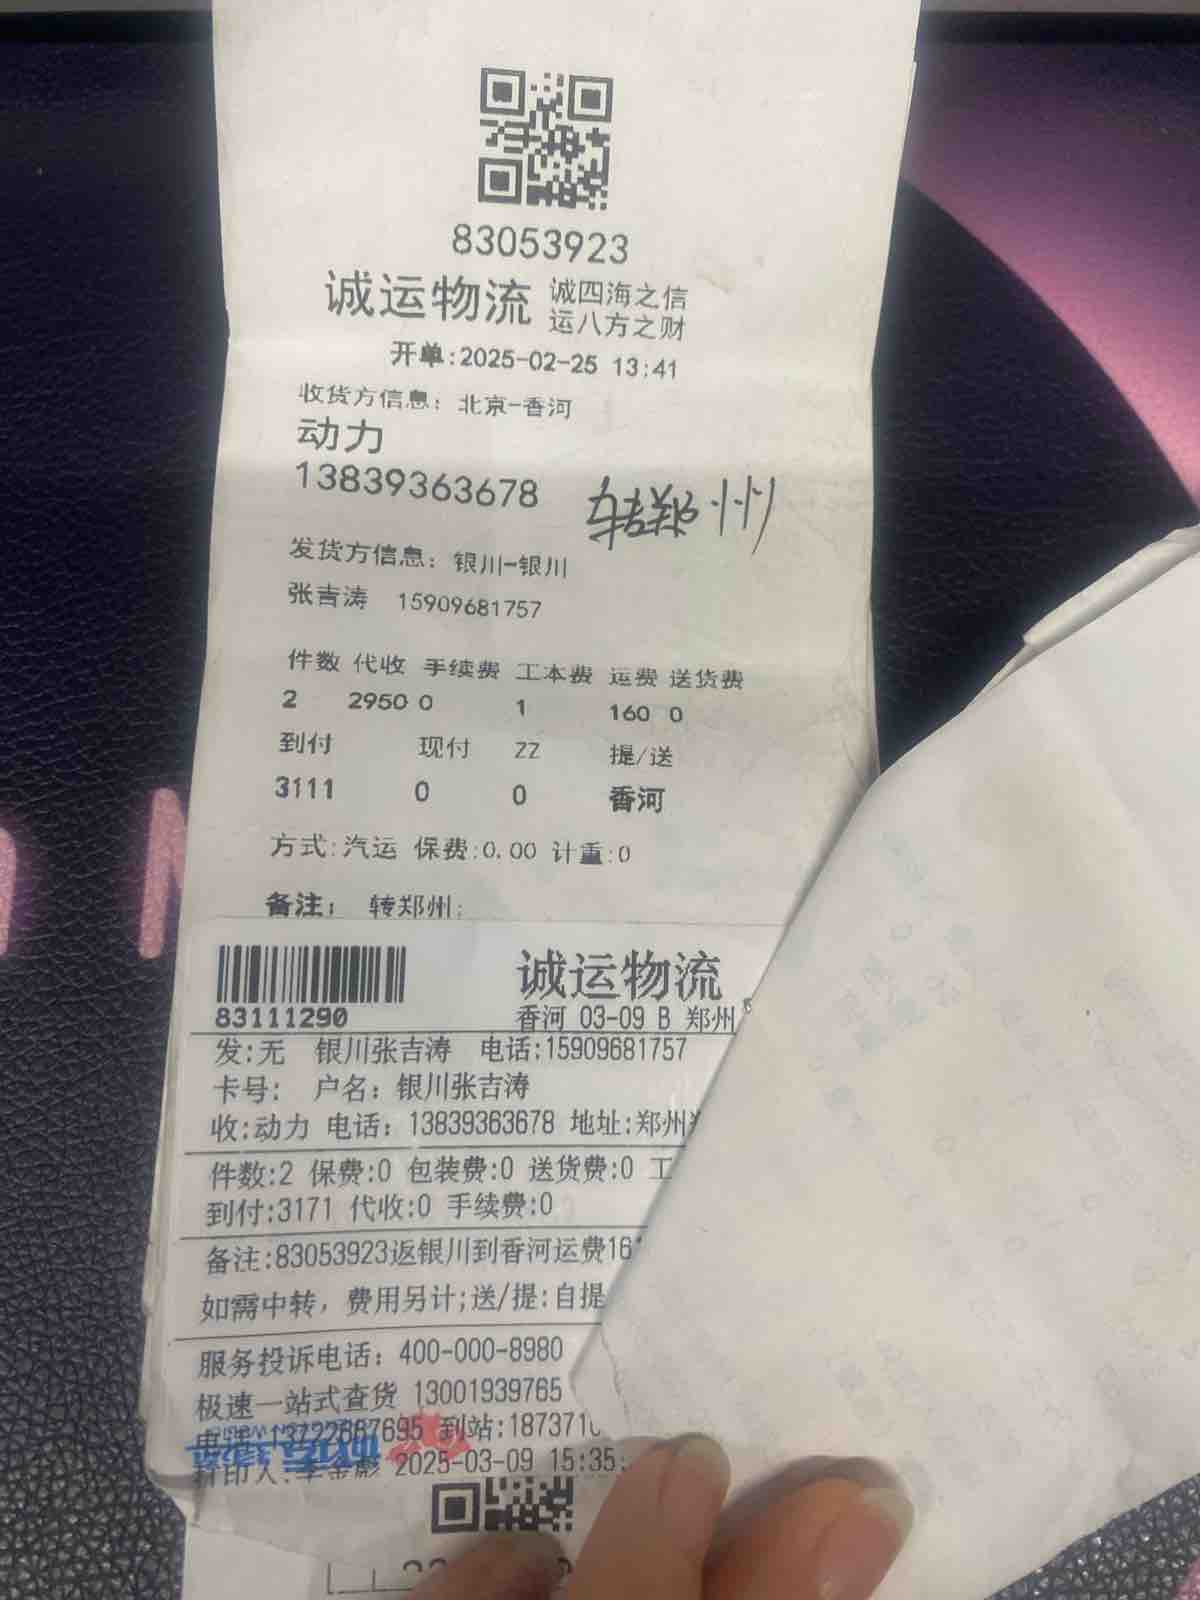 83053923
诚运物流 诚四海之信
运八方之财
开单:2025-02-25 13:41
收货方信息: 北京-香河
动力
13839363678
转郑州
发货方信息: 银川-银川
张吉涛 15909681757
件数 代收 手续费 工本费 运费 送货费
2 2950 0 1 160 0
到付 现付 ZZ 提/送
3111 0 0 香河
方式:汽运 保费:0.00 计重:0
备注: 转郑州;
83111290
诚运物流
香河 03-09 B 郑州
发:无 银川张吉涛 电话:15909681757
卡号: 户名: 银川张吉涛
收:动力 电话: 13839363678 地址:郑州
件数:2 保费:0 包装费:0 送货费:0 工
到付:3171 代收:0 手续费:0
备注:83053923返银川到香河运费16
如需中转, 费用另计;送/提:自提
服务投诉电话: 400-000-8980
极速一站式查货 13001939765
13722667695 到站:1873710
2025-03-09 15:35